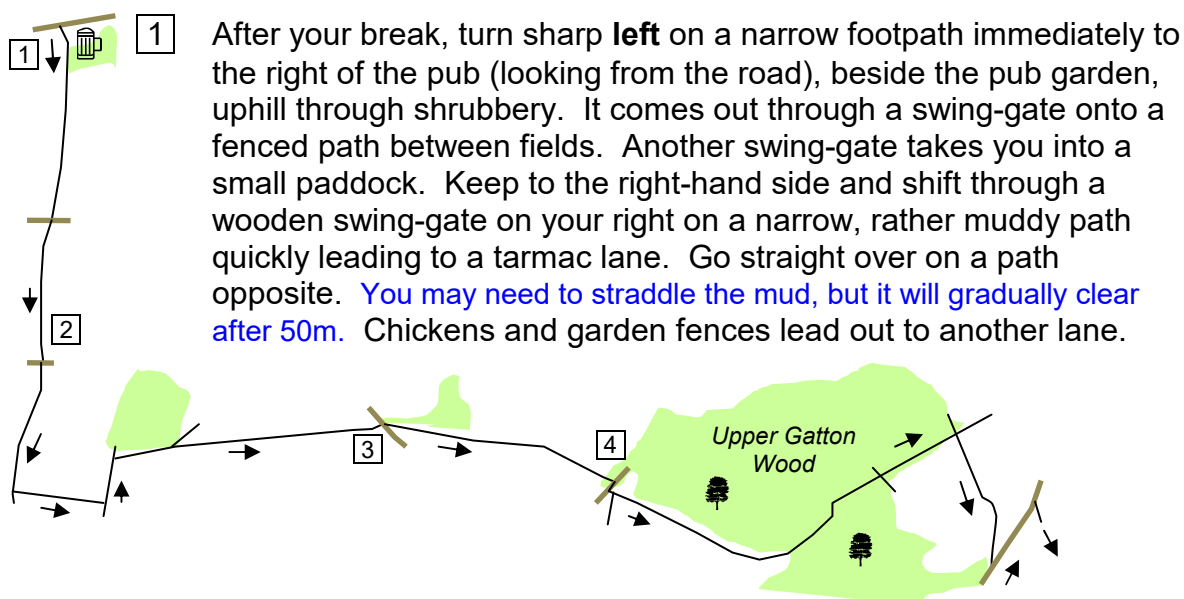 1
1
After your break, turn sharp left on a narrow footpath immediately to
the right of the pub (looking from the road), beside the pub garden,
uphill through shrubbery. It comes out through a swing-gate onto a
fenced path between fields. Another swing-gate takes you into a
small paddock. Keep to the right-hand side and shift through a
wooden swing-gate on your right on a narrow, rather muddy path
quickly leading to a tarmac lane. Go straight over on a path
opposite. You may need to straddle the mud, but it will gradually clear
after 50m. Chickens and garden fences lead out to another lane.
2
3
4
Upper Gatton
Wood